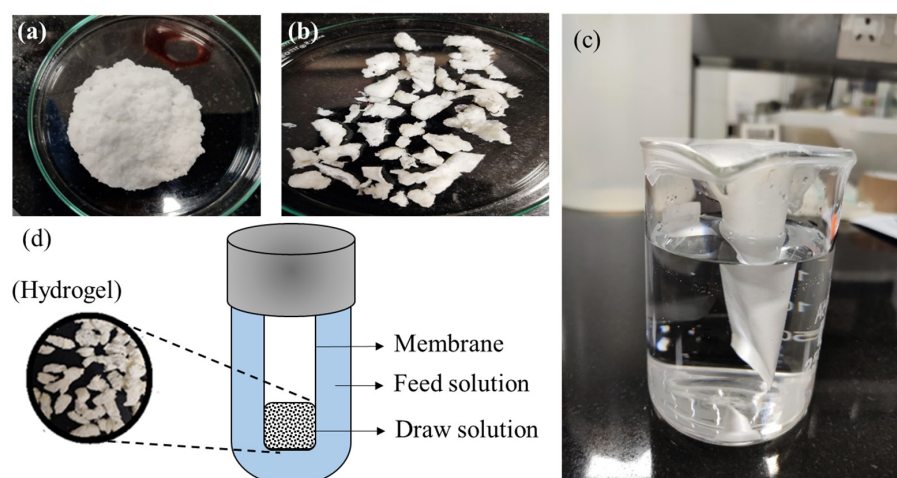 (a)
(b)
(c)
(d)
(Hydrogel)
Membrane
Feed solution
Draw solution